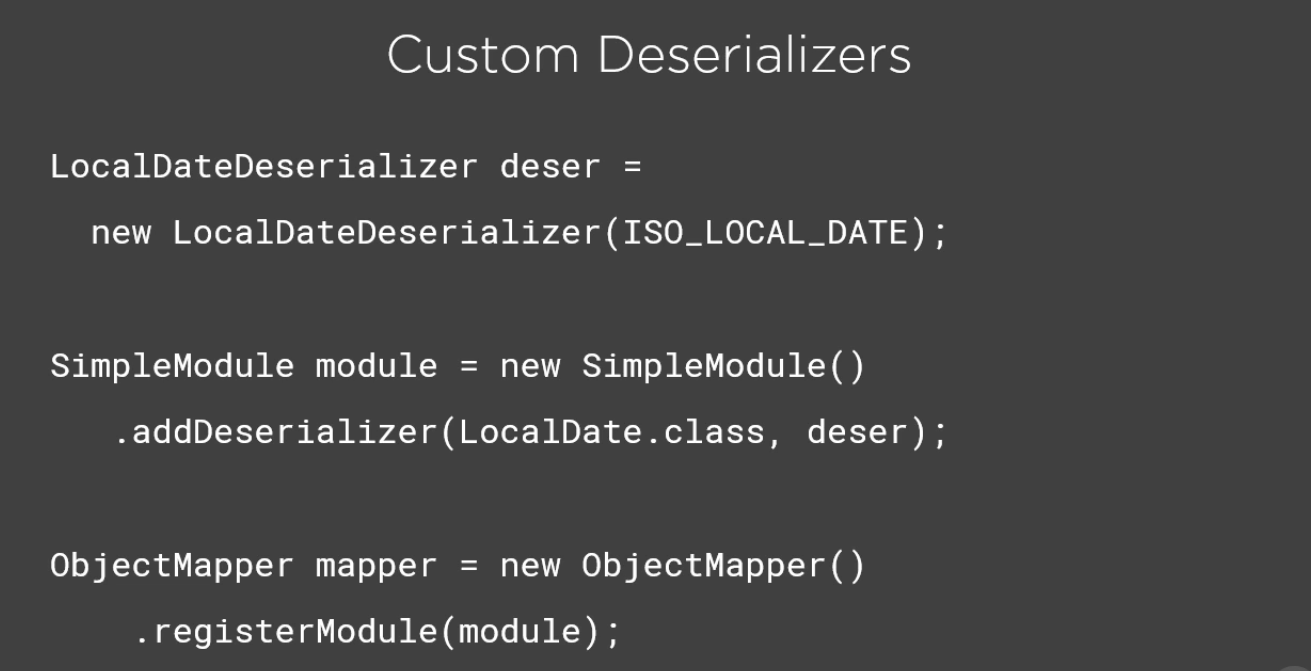 Custom Deserializers
LocalDateDeserializer deser =
new LocalDateDeserializer(ISO_LOCAL_DATE);
SimpleModule module = new SimpleModule()
.addDeserializer(LocalDate.class, deser);
ObjectMapper mapper = new ObjectMapper()
.registerModule(module);